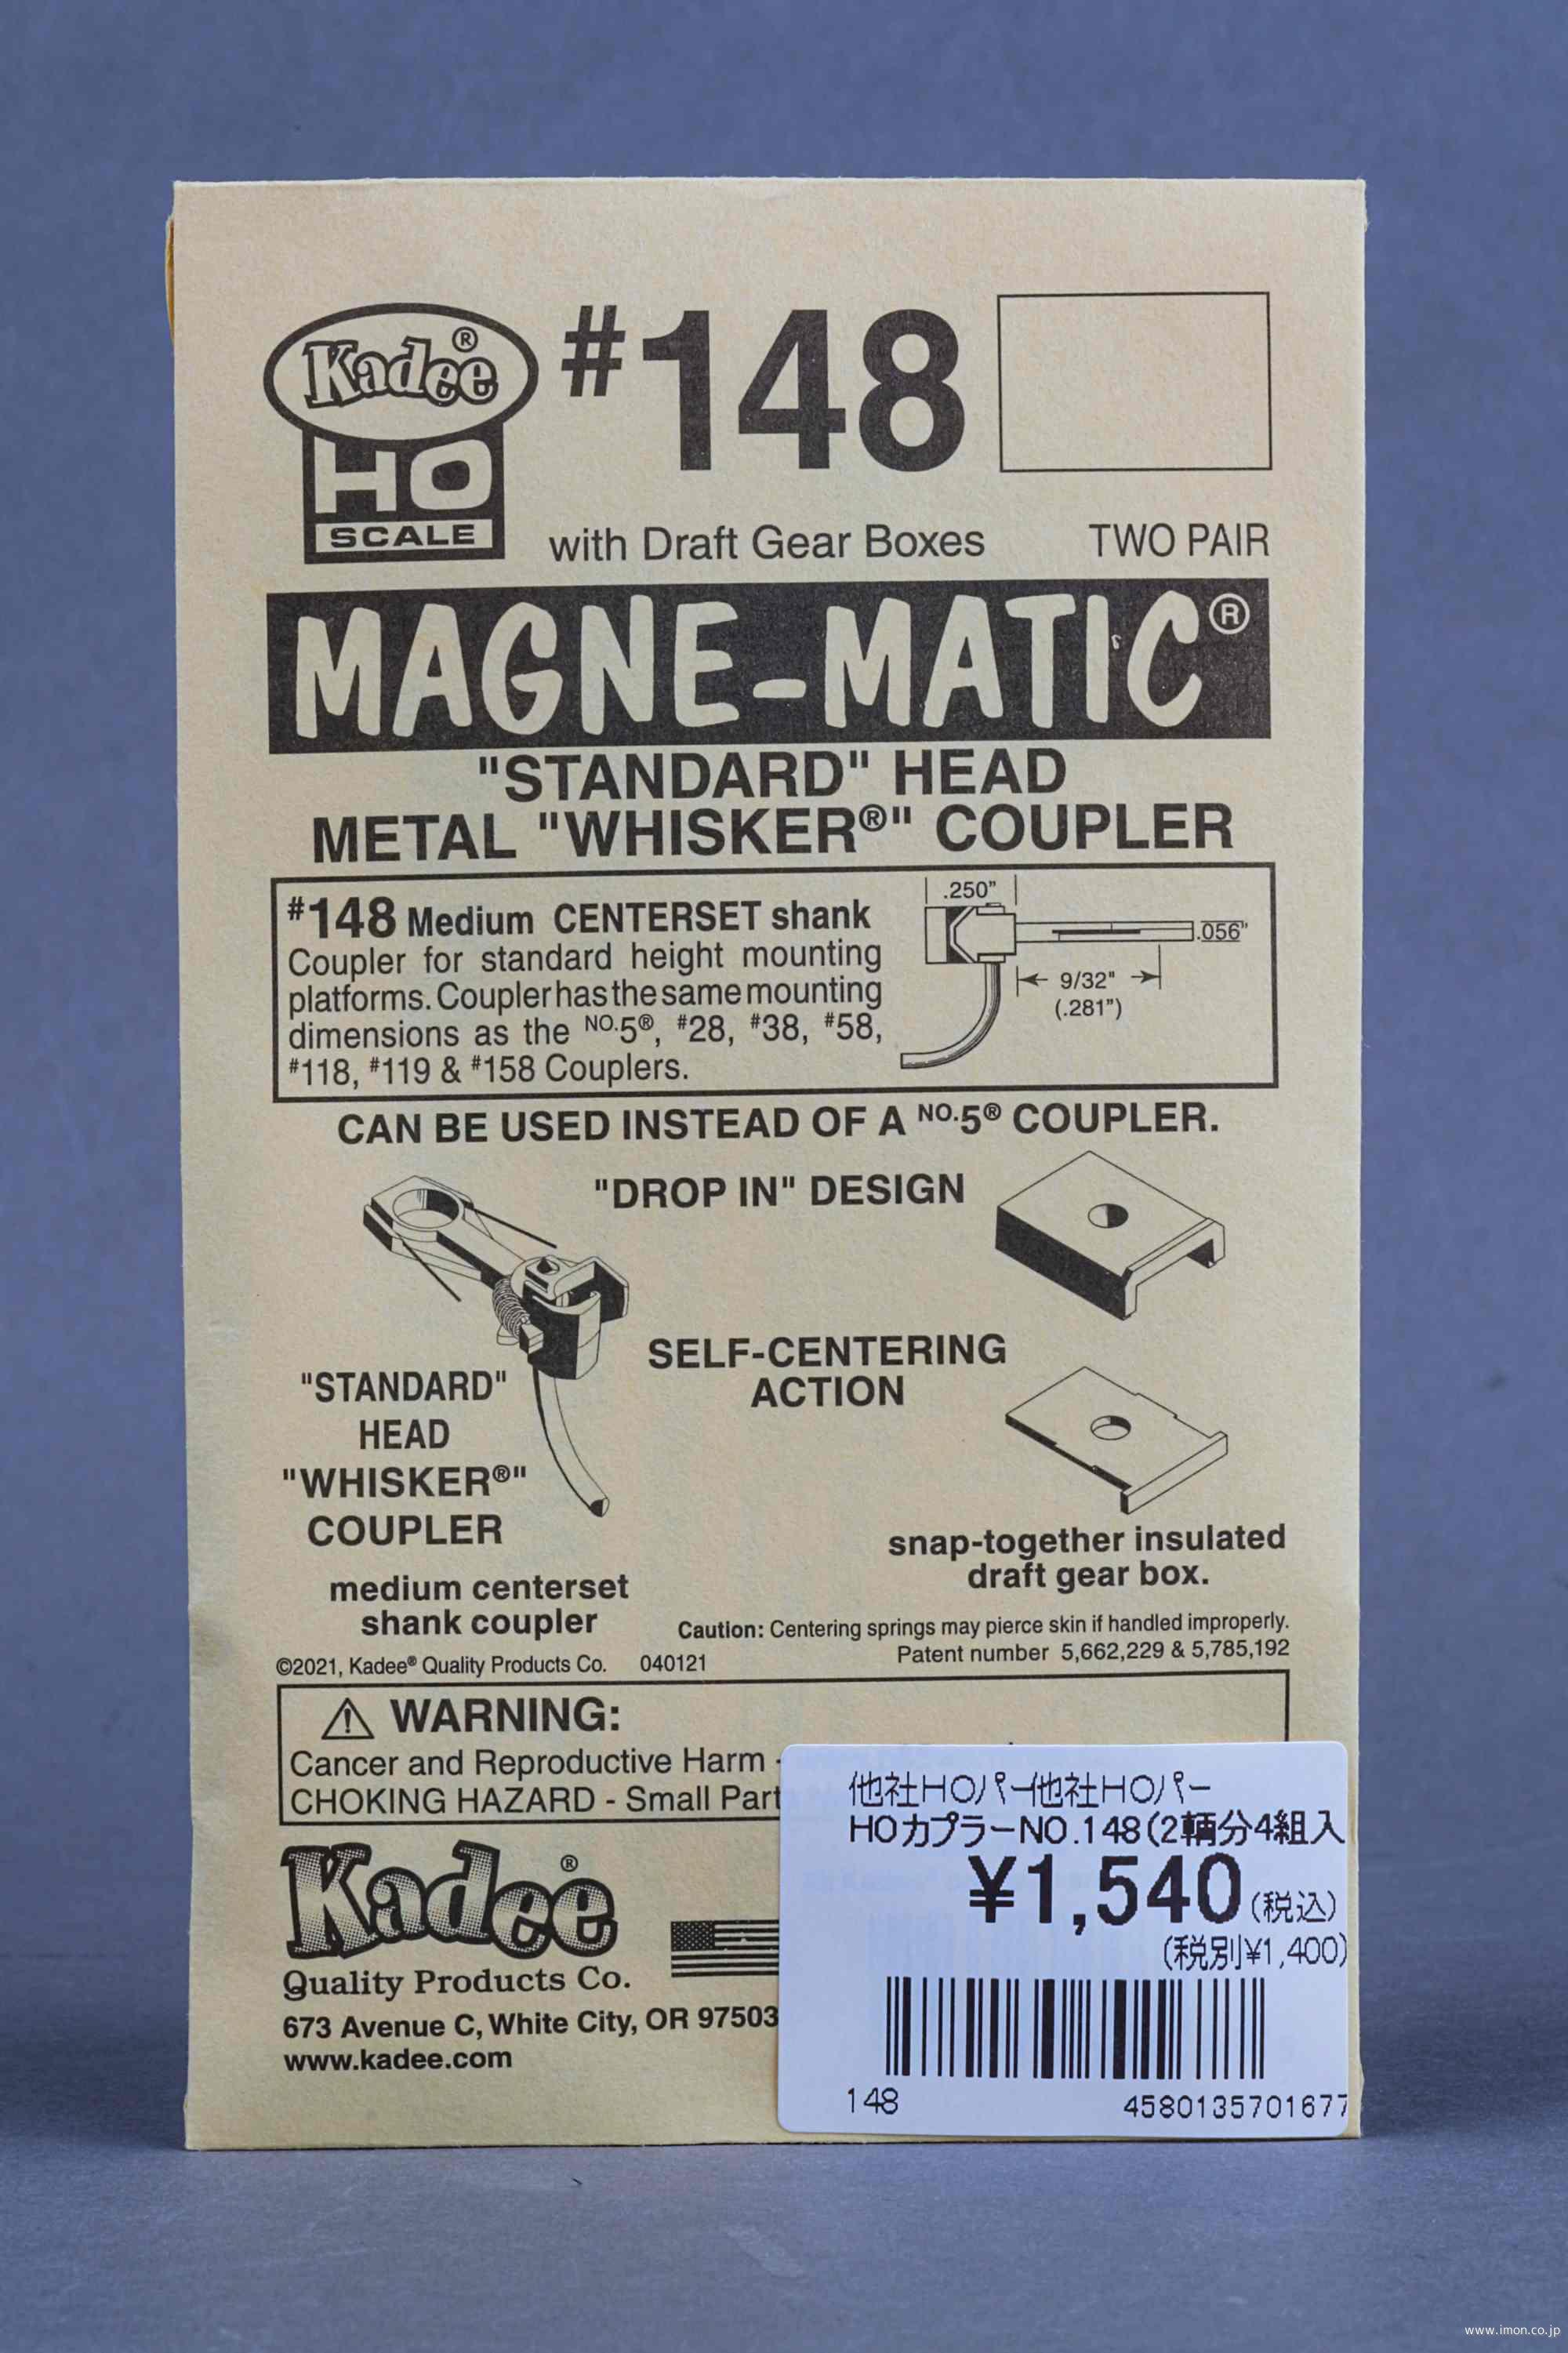 Kadee®
HO
SCALE
#148
with Draft Gear Boxes
TWO PAIR
MAGNE-MATIC®
"STANDARD" HEAD
METAL "WHISKER®" COUPLER
#148 Medium CENTERSET shank
Coupler for standard height mounting
platforms. Coupler has the same mounting
dimensions as the NO.5®, #28, #38, #58,
#118, #119 & #158 Couplers.
.250"
.056"
9/32"
(.281")
CAN BE USED INSTEAD OF A NO.5® COUPLER.
"DROP IN" DESIGN
SELF-CENTERING
ACTION
"STANDARD"
HEAD
"WHISKER®"
COUPLER
medium centerset
shank coupler
snap-together insulated
draft gear box.
Caution: Centering springs may pierce skin if handled improperly.
Patent number 5,662,229 & 5,785,192
©2021, Kadee® Quality Products Co. 040121
⚠ WARNING:
Cancer and Reproductive Harm -
CHOKING HAZARD - Small Part
Kadee®
Quality Products Co.
673 Avenue C, White City, OR 97503
www.kadee.com
他社HOパー他社HOパー
HOカプラーNO.148(2輌分4組入
¥1,540(税込)
(税別¥1,400)
148
4580135701677
www.imon.co.jp